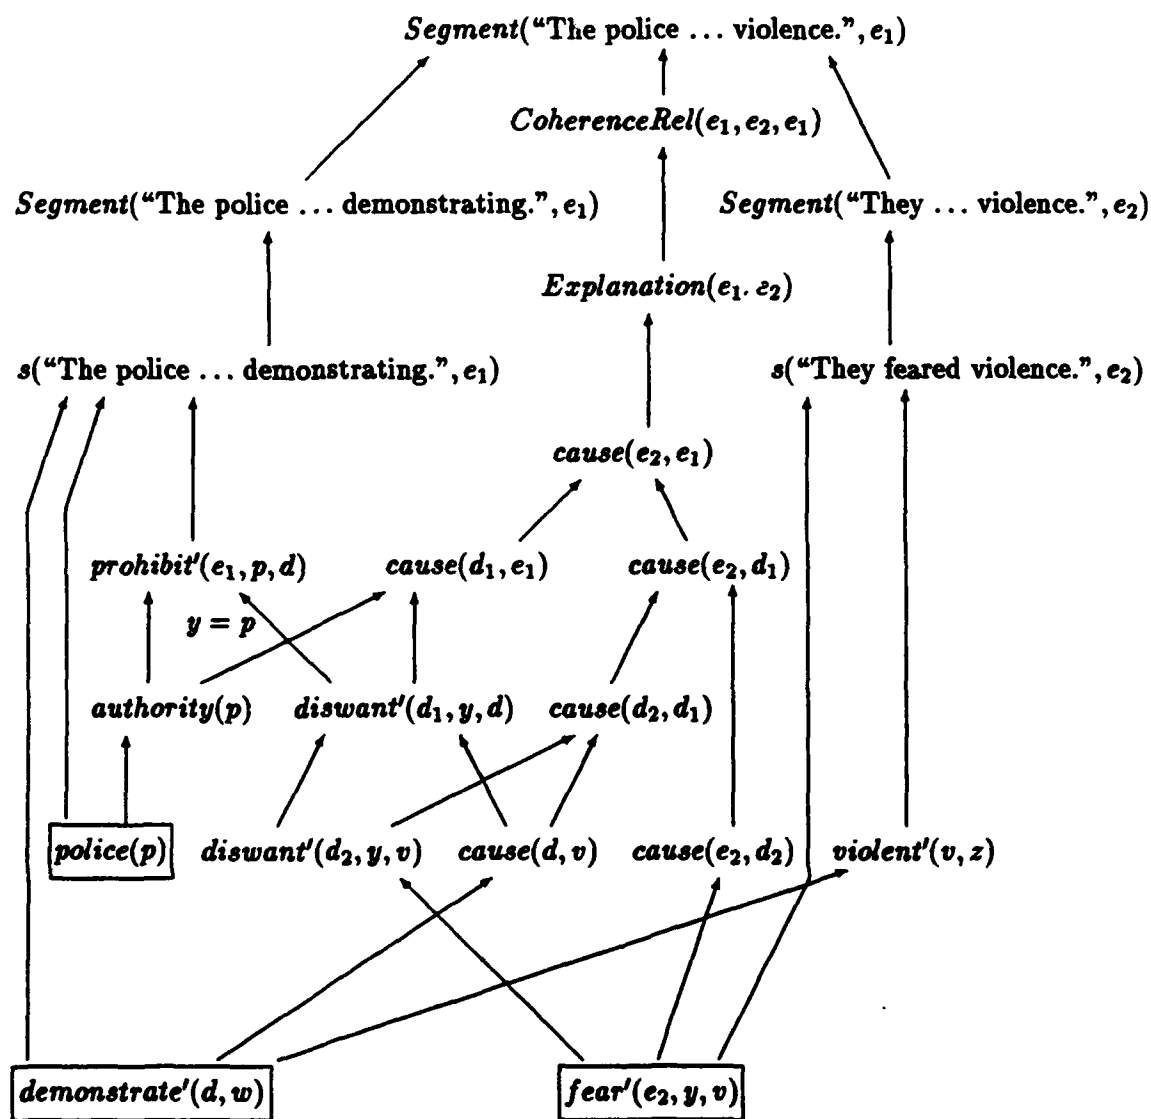 Segment(“The police … violence.”, e₁)
CoherenceRel(e₁, e₂, e₁)
Segment(“The police … demonstrating.”, e₁) Segment(“They … violence.”, e₂)
Explanation(e₁, e₂)
s(“The police … demonstrating.”, e₁) s(“They feared violence.”, e₂)
cause(e₂, e₁)
prohibit′(e₁, p, d) cause(d₁, e₁) cause(e₂, d₁)
y = p
authority(p) diswant′(d₁, y, d) cause(d₂, d₁)
police(p) diswant′(d₂, y, v) cause(d, v) cause(e₂, d₂) violent′(v, z)
demonstrate′(d, w) fear′(e₂, y, v)